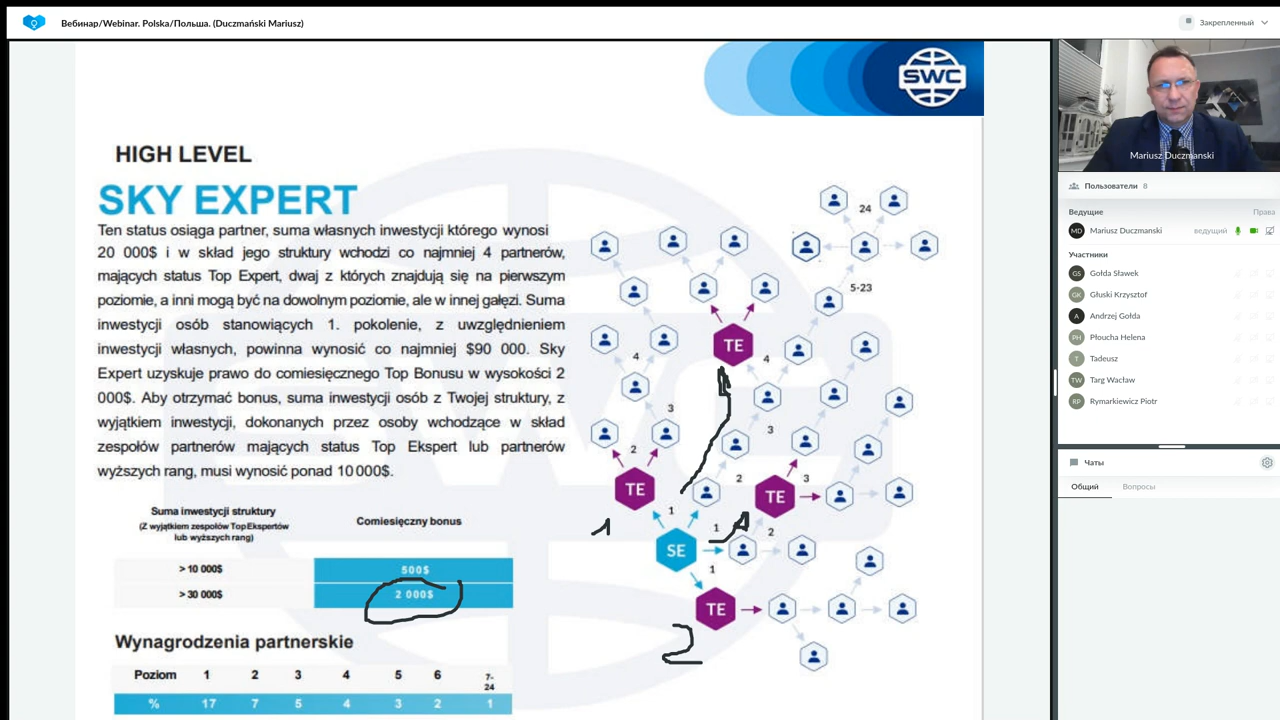 Вебинар/Webinar. Polska/Польша. (Duczmański Mariusz)
Закрепленный
SWC
HIGH LEVEL
SKY EXPERT
Ten status osiąga partner, suma własnych inwestycji którego wynosi
20 000$ i w skład jego struktury wchodzi co najmniej 4 partnerów,
mających status Top Expert, dwaj z których znajdują się na pierwszym
poziomie, a inni mogą być na dowolnym poziomie, ale w innej gałęzi. Suma
inwestycji osób stanowiących 1. pokolenie, z uwzględnieniem
inwestycji własnych, powinna wynosić co najmniej $90 000. Sky
Expert uzyskuje prawo do comiesięcznego Top Bonusu w wysokości 2
000$. Aby otrzymać bonus, suma inwestycji osób z Twojej struktury, z
wyjątkiem inwestycji, dokonanych przez osoby wchodzące w skład
zespołów partnerów mających status Top Ekspert lub partnerów
wyższych rang, musi wynosić ponad 10 000$.
Suma inwestycji struktury
(Z wyjątkiem zespołów TopEkspertów
lub wyższych rang)
Comiesięczny bonus
> 10 000$ 500$
> 30 000$ 2 000$
Wynagrodzenia partnerskie
Poziom 1 2 3 4 5 6 7-
24
% 17 7 5 4 3 2 1
24
5-23
TE
4
4
3
3
2
TE
2
TE
3
1
1
1
SE
2
1
TE
2
Mariusz Duczmanski
Пользователи 8
Ведущие Права
MD Mariusz Duczmanski ведущий
Участники
GS Gołda Sławek
GK Głuski Krzysztof
A Andrzej Gołda
PH Płoucha Helena
T Tadeusz
TW Targ Wacław
RP Rymarkiewicz Piotr
Чаты
Общий Вопросы